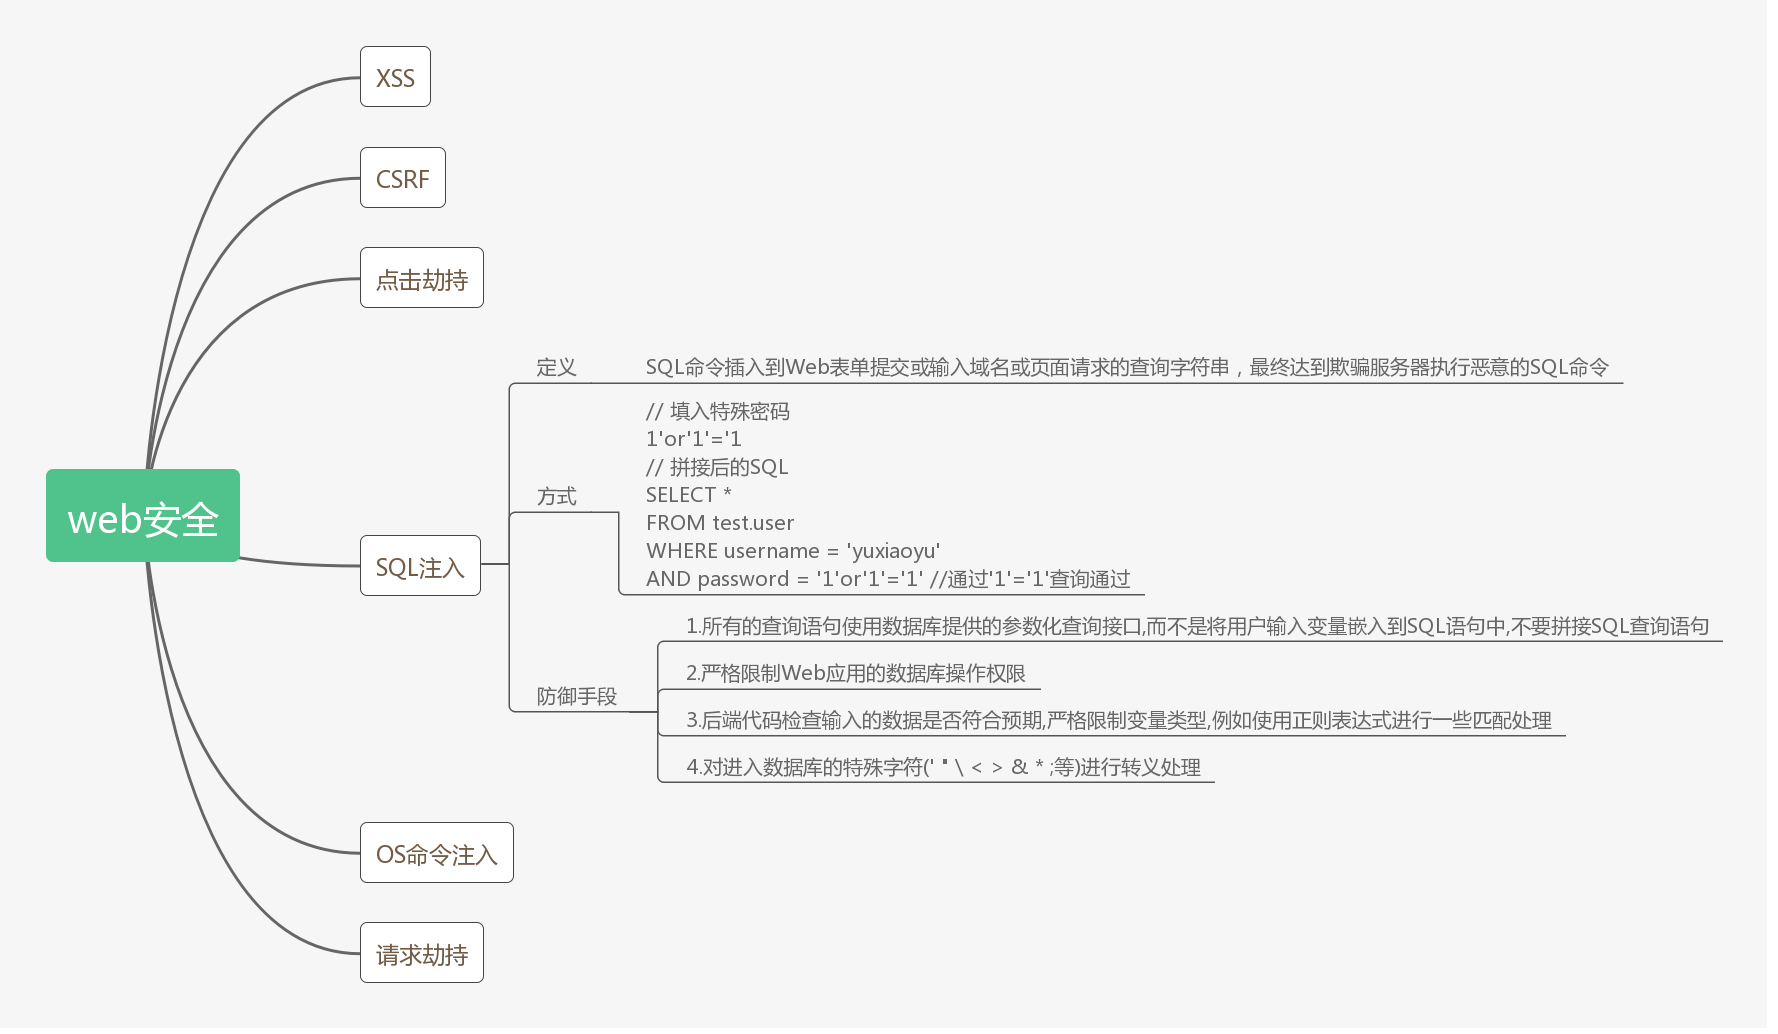 XSS
CSRF
点击劫持
web安全
SQL注入
定义
SQL命令插入到Web表单提交或输入域名或页面请求的查询字符串，最终达到欺骗服务器执行恶意的SQL命令
方式
// 填入特殊密码
1'or'1'='1
// 拼接后的SQL
SELECT *
FROM test.user
WHERE username = 'yuxiaoyu'
AND password = '1'or'1'='1' //通过'1'='1'查询通过
防御手段
1.所有的查询语句使用数据库提供的参数化查询接口,而不是将用户输入变量嵌入到SQL语句中,不要拼接SQL查询语句
2.严格限制Web应用的数据库操作权限
3.后端代码检查输入的数据是否符合预期,严格限制变量类型,例如使用正则表达式进行一些匹配处理
4.对进入数据库的特殊字符(' " \ < > & * ;等)进行转义处理
OS命令注入
请求劫持